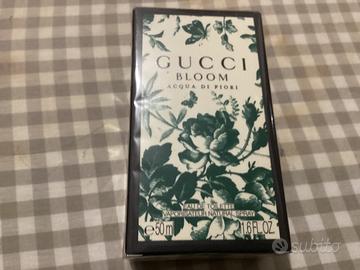 GUCCI
BLOOM
ACQUA DI FIORI
EAU DE TOILETTE
VAPORISATEUR NATURAL SPRAY
e 50ml 1.6 FL.OZ
subito